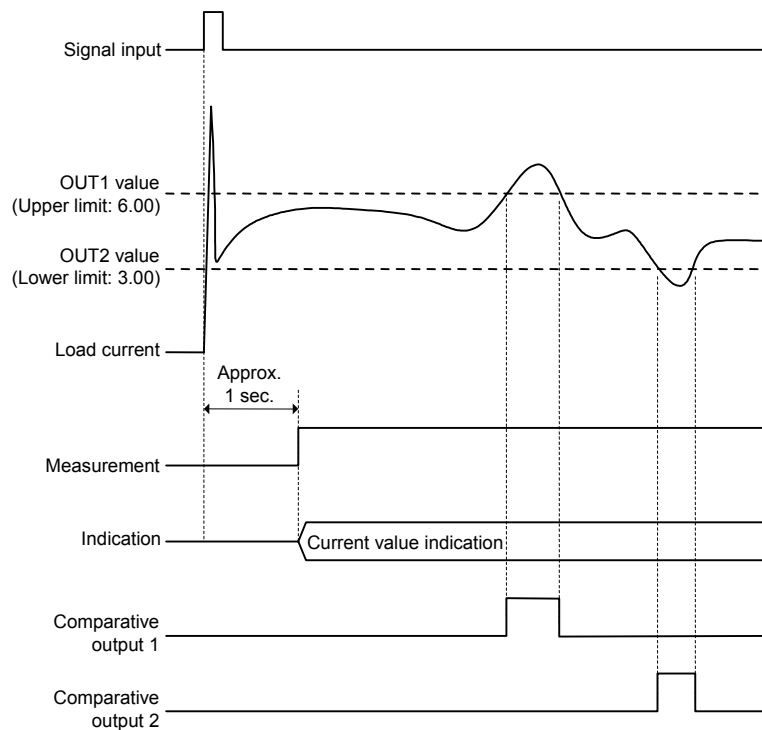 Signal input
OUT1 value
(Upper limit: 6.00)
OUT2 value
(Lower limit: 3.00)
Load current
Approx.
1 sec.
Measurement
Indication
Current value indication
Comparative
output 1
Comparative
output 2